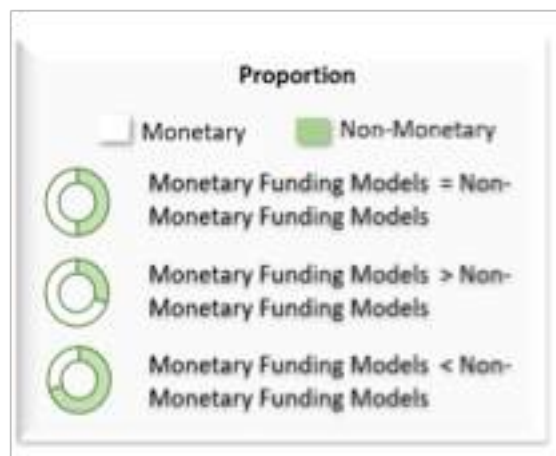 Proportion
Monetary Non-Monetary
Monetary Funding Models = Non-
Monetary Funding Models
Monetary Funding Models > Non-
Monetary Funding Models
Monetary Funding Models < Non-
Monetary Funding Models